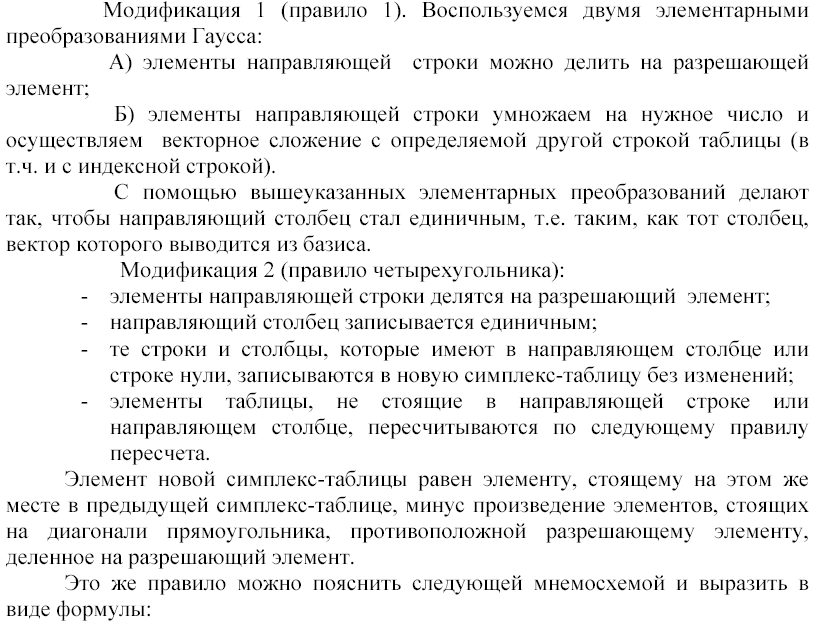 Модификация 1 (правило 1). Воспользуемся двумя элементарными
преобразованиями Гаусса:
А) элементы направляющей строки можно делить на разрешающей
элемент;
Б) элементы направляющей строки умножаем на нужное число и
осуществляем векторное сложение с определяемой другой строкой таблицы (в
т.ч. и с индексной строкой).
С помощью вышеуказанных элементарных преобразований делают
так, чтобы направляющий столбец стал единичным, т.е. таким, как тот столбец,
вектор которого выводится из базиса.
Модификация 2 (правило четырехугольника):
- элементы направляющей строки делятся на разрешающий элемент;
- направляющий столбец записывается единичным;
- те строки и столбцы, которые имеют в направляющем столбце или
строке нули, записываются в новую симплекс-таблицу без изменений;
- элементы таблицы, не стоящие в направляющей строке или
направляющем столбце, пересчитываются по следующему правилу
пересчета.
Элемент новой симплекс-таблицы равен элементу, стоящему на этом же
месте в предыдущей симплекс-таблице, минус произведение элементов, стоящих
на диагонали прямоугольника, противоположной разрешающему элементу,
деленное на разрешающий элемент.
Это же правило можно пояснить следующей мнемосхемой и выразить в
виде формулы: